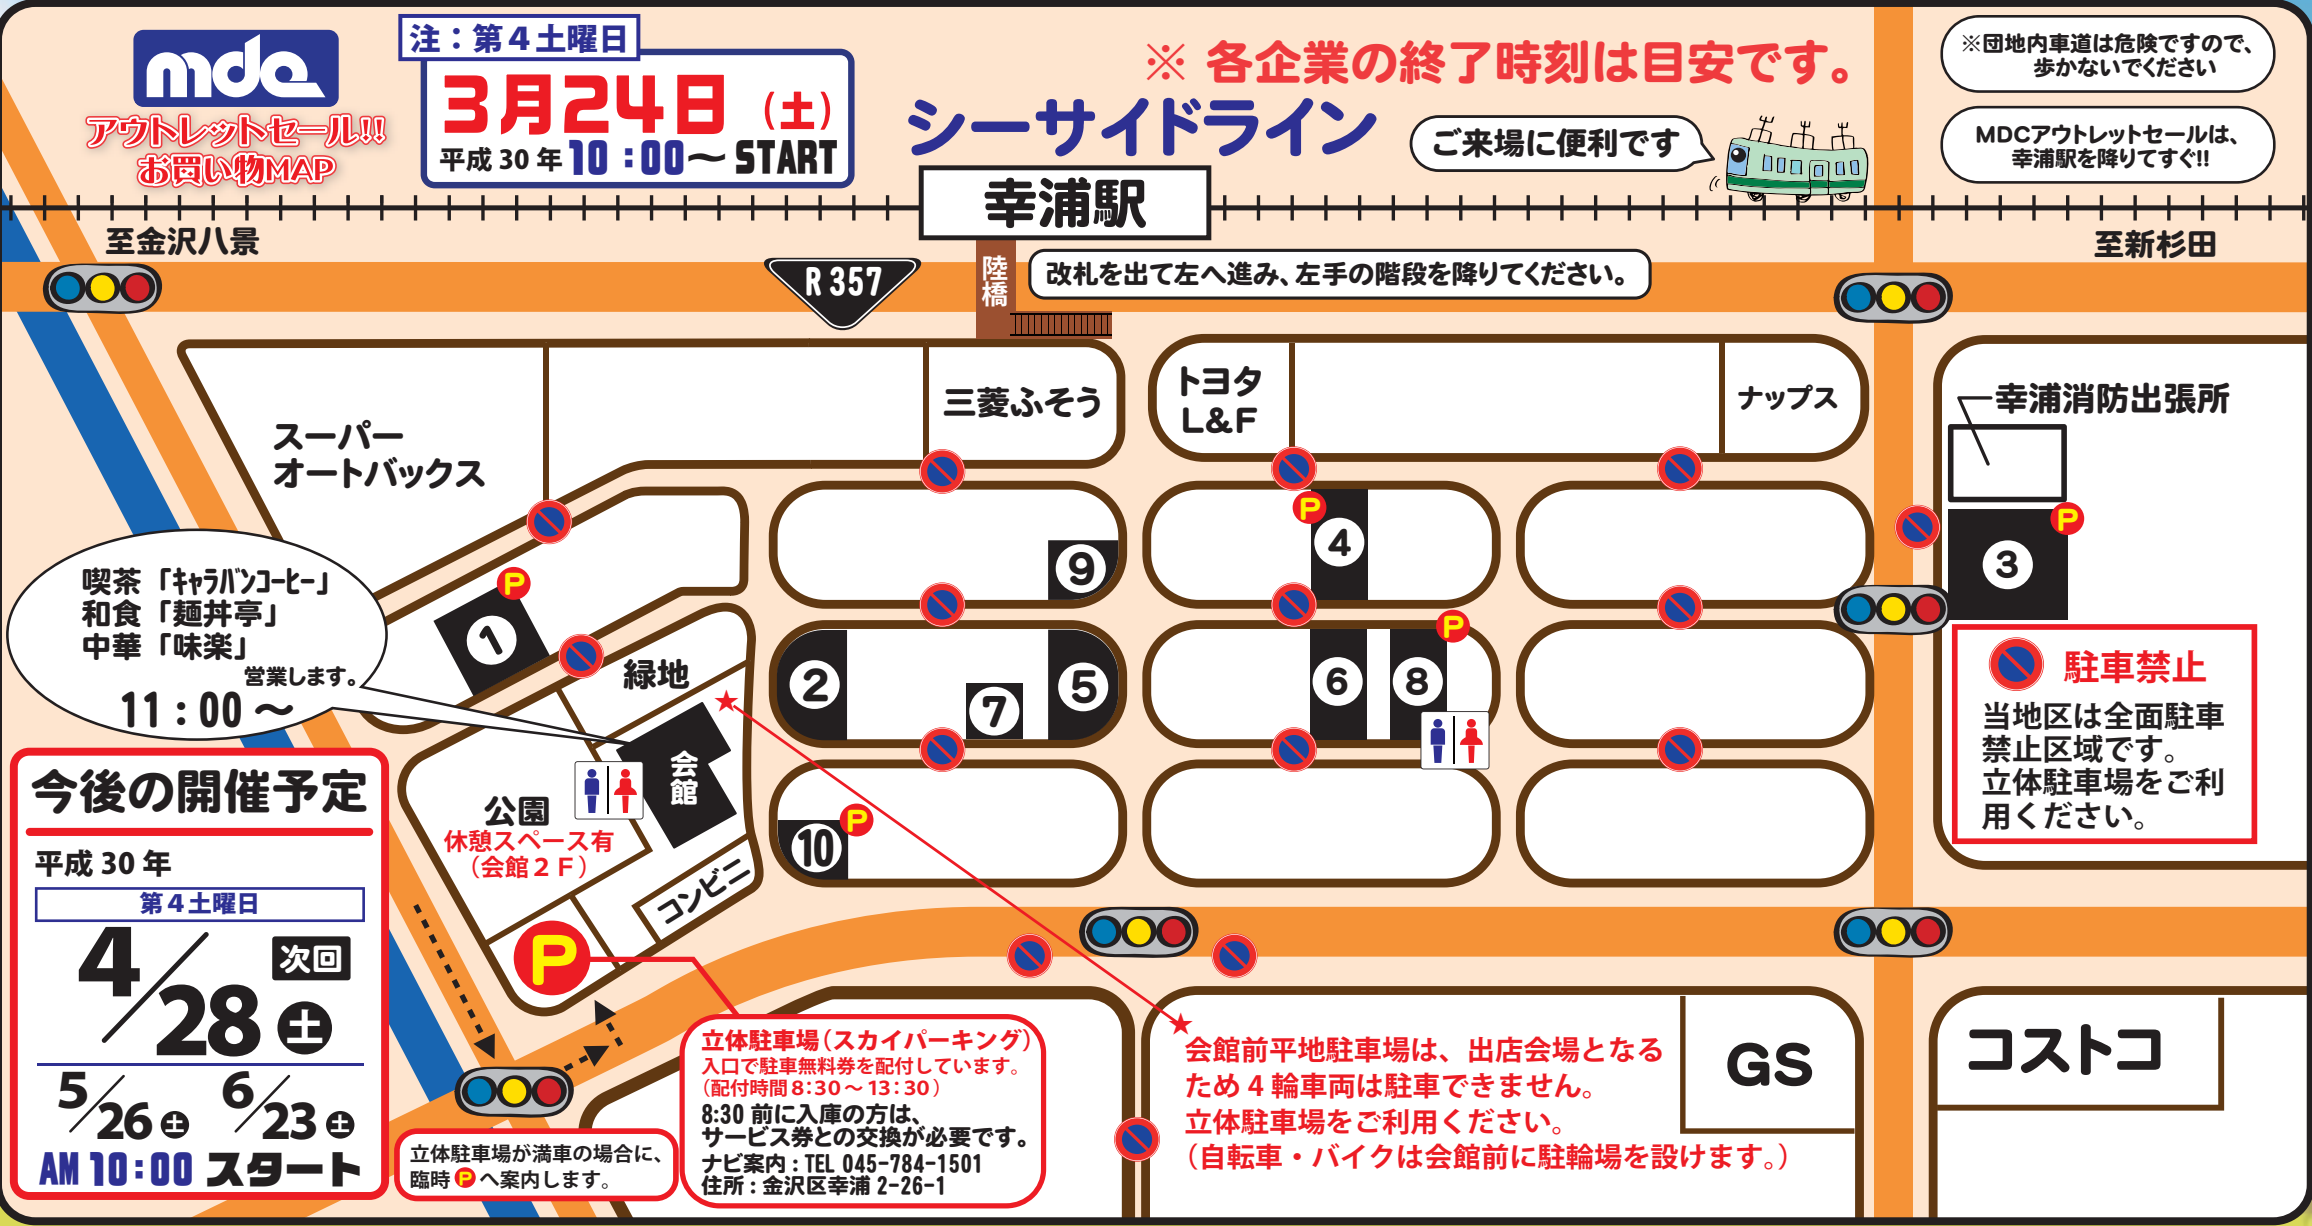 mdc
アウトレットセール!!
お買い物MAP
注：第４土曜日
3月24日（土）
平成30年10：00～START
※ 各企業の終了時刻は目安です。
シーサイドライン
幸浦駅
ご来場に便利です
※団地内車道は危険ですので、
歩かないでください
MDCアウトレットセールは、
幸浦駅を降りてすぐ!!
至金沢八景
至新杉田
R 357
陸橋
改札を出て左へ進み、左手の階段を降りてください。
スーパー
オートバックス
三菱ふそう
トヨタ
L&F
ナップス
幸浦消防出張所
P
4
9
P
3
P
1
喫茶「ｷｬﾗﾊﾞﾝｺｰﾋｰ」
和食「麺丼亭」
中華「味楽」
営業します。
11：00～
緑地
2
7
5
6
8
P
会館
公園
休憩スペース有
（会館２Ｆ）
コンビニ
10
P
P
駐車禁止
当地区は全面駐車
禁止区域です。
立体駐車場をご利
用ください。
今後の開催予定
平成30年
第４土曜日
4／28（土）
次回
5／26（土） 6／23（土）
AM 10:00 スタート
立体駐車場が満車の場合に、
臨時Pへ案内します。
立体駐車場（スカイパーキング）
入口で駐車無料券を配付しています。
（配付時間8:30～13:30）
8:30 前に入庫の方は、
サービス券との交換が必要です。
ナビ案内：TEL 045-784-1501
住所：金沢区幸浦 2-26-1
会館前平地駐車場は、出店会場となる
ため４輪車両は駐車できません。
立体駐車場をご利用ください。
（自転車・バイクは会館前に駐輪場を設けます。）
GS
コストコ